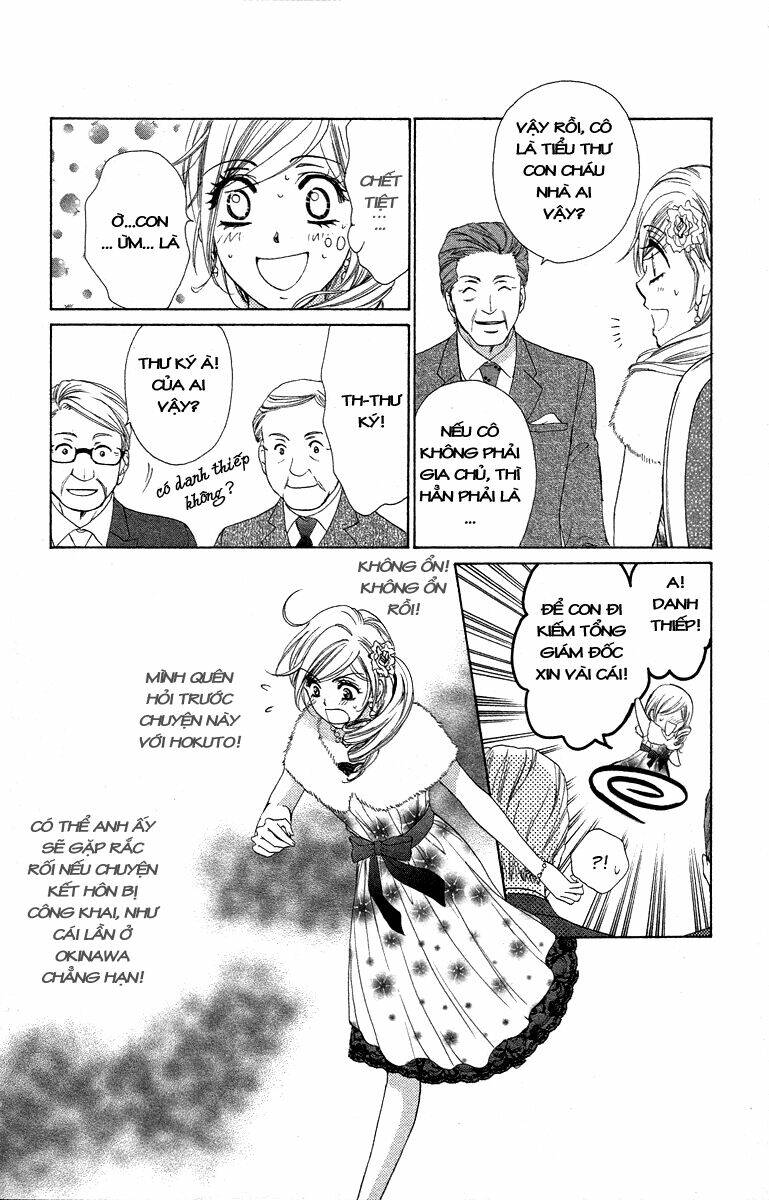 VẬY RỒI, CÔ
LÀ TIỂU THƯ
CON CHÁU
NHÀ AI
VẬY?
NẾU CÔ
KHÔNG PHẢI
GIA CHỦ, THÌ
HẲN PHẢI LÀ
...
CHẾT
TIỆT
...
...
Ở...CON
... ỪM... LÀ
TH-THƯ
KÝ!
THƯ KÝ À!
CỦA AI
VẬY?
có danh thiếp
không?
A!
DANH
THIẾP!
ĐỂ CON ĐI
KIẾM TỔNG
GIÁM ĐỐC
XIN VÀI CÁI!
?!
KHÔNG ỔN!
KHÔNG ỔN
RỒI!
MÌNH QUÊN
HỎI TRƯỚC
CHUYỆN NÀY
VỚI HOKUTO!
CÓ THỂ ANH ẤY
SẼ GẶP RẮC
RỐI NẾU CHUYỆN
KẾT HÔN BỊ
CÔNG KHAI, NHƯ
CÁI LẦN Ở
OKINAWA
CHẲNG HẠN!